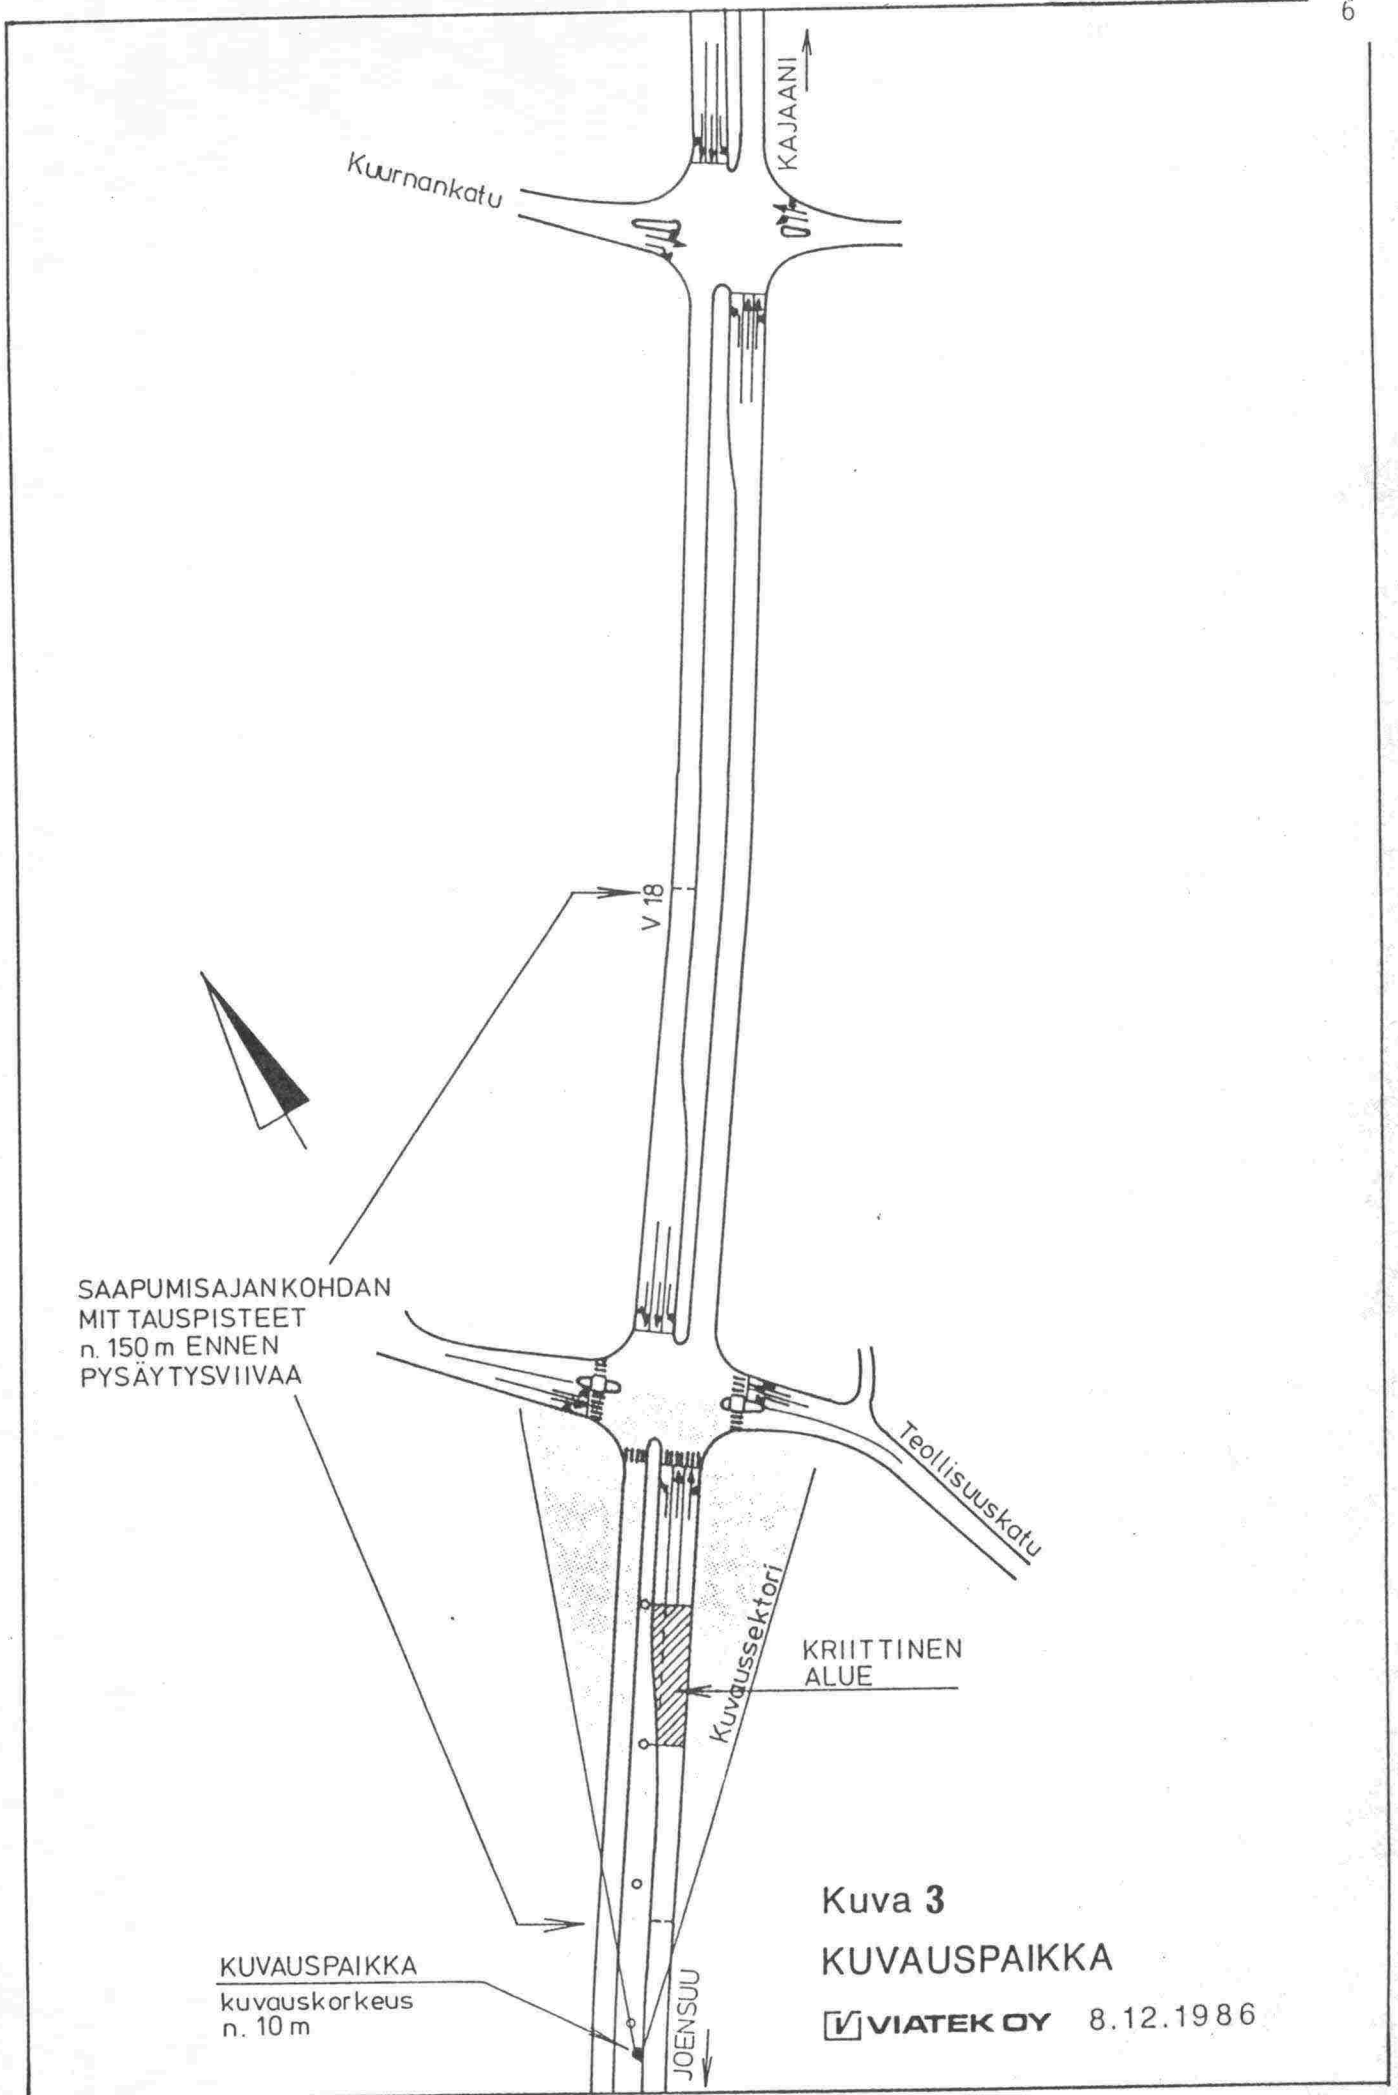 6
KAJAANI
Kuurnankatu
V 18
SAAPUMISAJANKOHDAN
MITTAUSPISTEET
n. 150 m ENNEN
PYSÄYTYSVIIVAA
Teollisuuskatu
Kuvaussektori
KRIITTINEN
ALUE
KUVAUSPAIKKA
kuvauskorkeus
n. 10 m
JOENSUU
Kuva 3
KUVAUSPAIKKA
VIATEK OY 8.12.1986